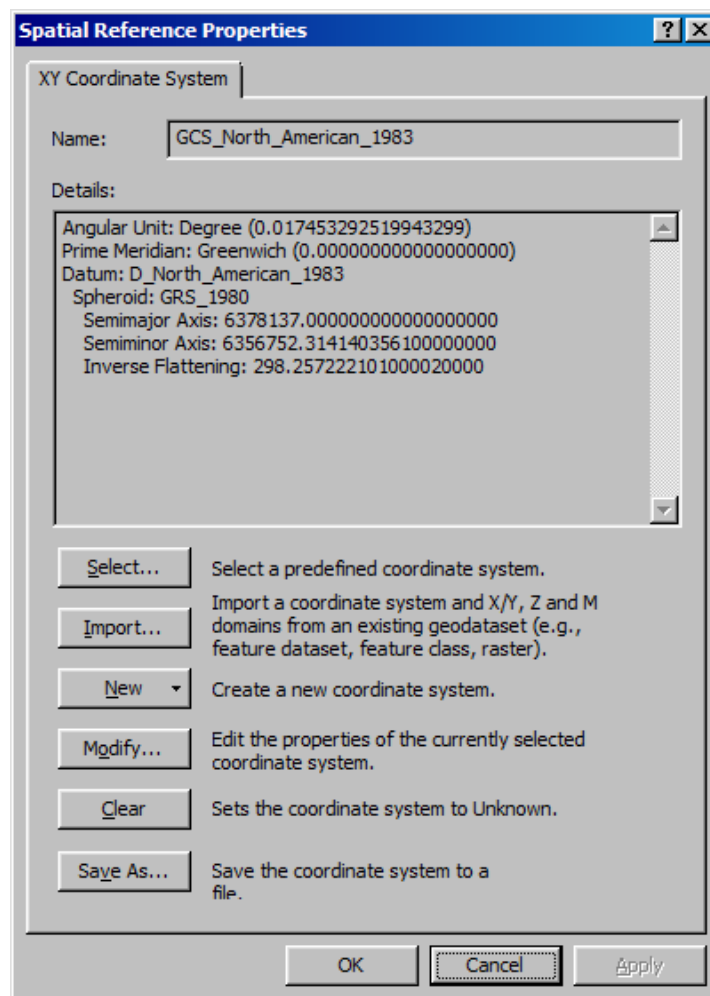 Spatial Reference Properties
XY Coordinate System
Name: GCS_North_American_1983
Details:
Angular Unit: Degree (0.017453292519943299)
Prime Meridian: Greenwich (0.000000000000000000)
Datum: D_North_American_1983
Spheroid: GRS_1980
Semimajor Axis: 6378137.000000000000000000
Semiminor Axis: 6356752.314140356100000000
Inverse Flattening: 298.257222101000020000
Select... Select a predefined coordinate system.
Import... Import a coordinate system and X/Y, Z and M
domains from an existing geodataset (e.g.,
feature dataset, feature class, raster).
New Create a new coordinate system.
Modify... Edit the properties of the currently selected
coordinate system.
Clear Sets the coordinate system to Unknown.
Save As... Save the coordinate system to a
file.
OK Cancel Apply